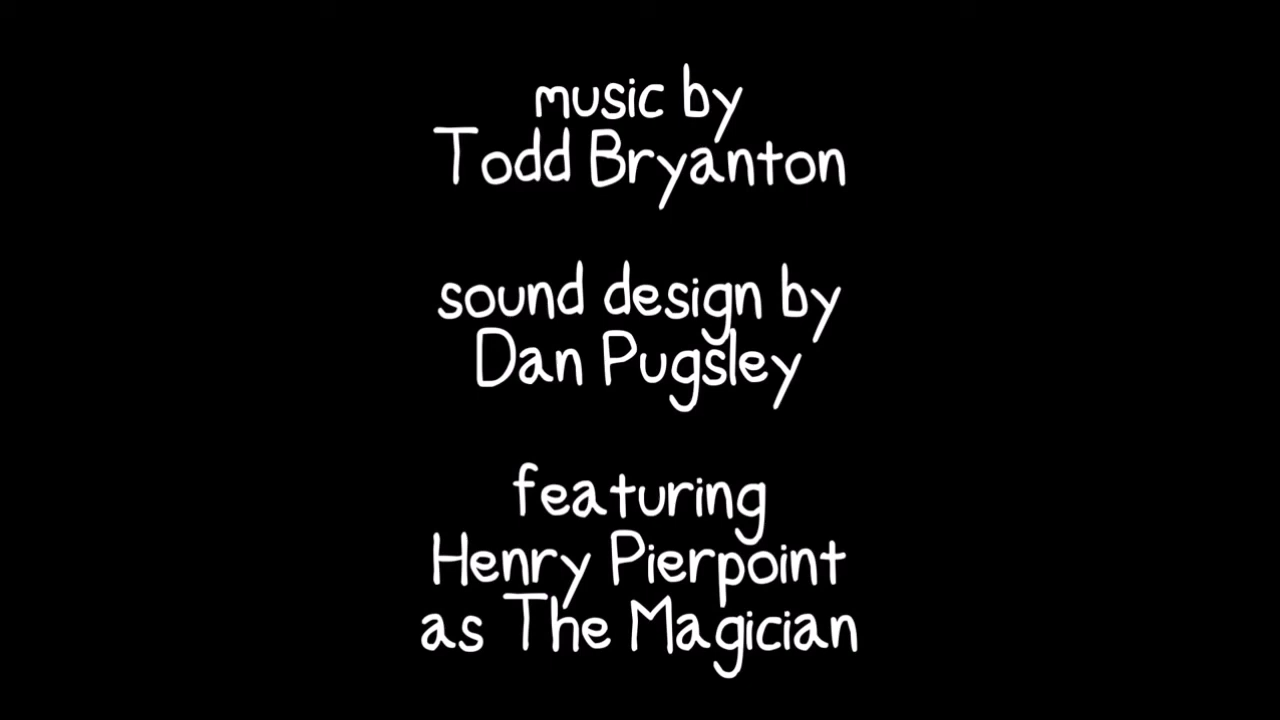 music by
Todd Bryanton
sound design by
Dan Pugsley
featuring
Henry Pierpoint
as The Magician